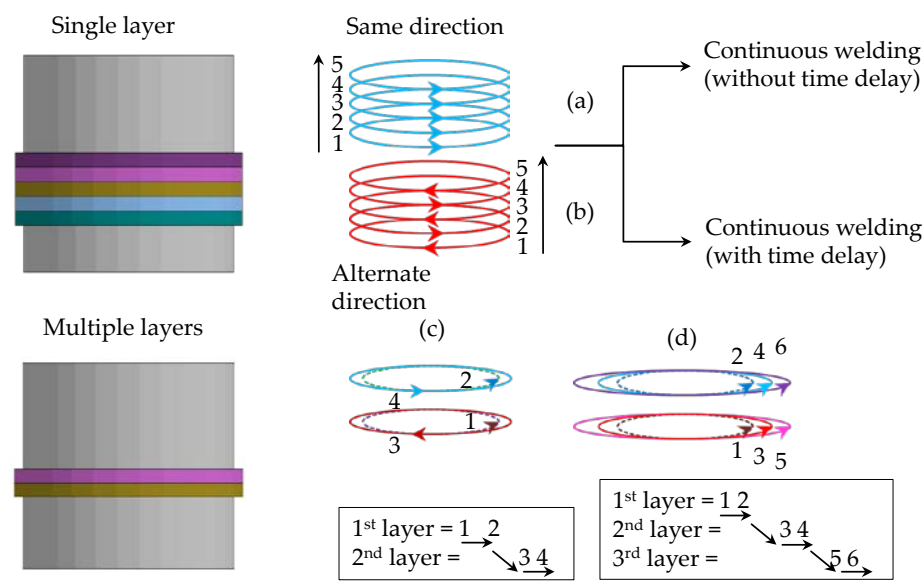 Single layer
Same direction
5
4
3
2
1
(a)
Continuous welding
(without time delay)
5
4
3
2
1
(b)
Continuous welding
(with time delay)
Alternate
direction
Multiple layers
(c)
(d)
2
4
1
3
2 4 6
1 3 5
1st layer = 1 2
2nd layer = 3 4
1st layer = 1 2
2nd layer = 3 4
3rd layer = 5 6